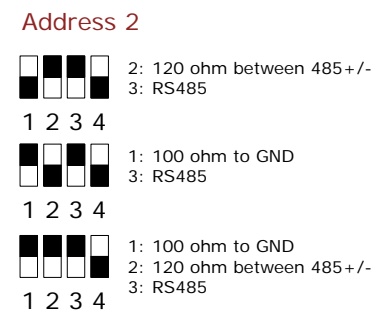 Address 2
2: 120 ohm between 485+/-
3: RS485
1 2 3 4
1: 100 ohm to GND
3: RS485
1 2 3 4
1: 100 ohm to GND
2: 120 ohm between 485+/-
3: RS485
1 2 3 4